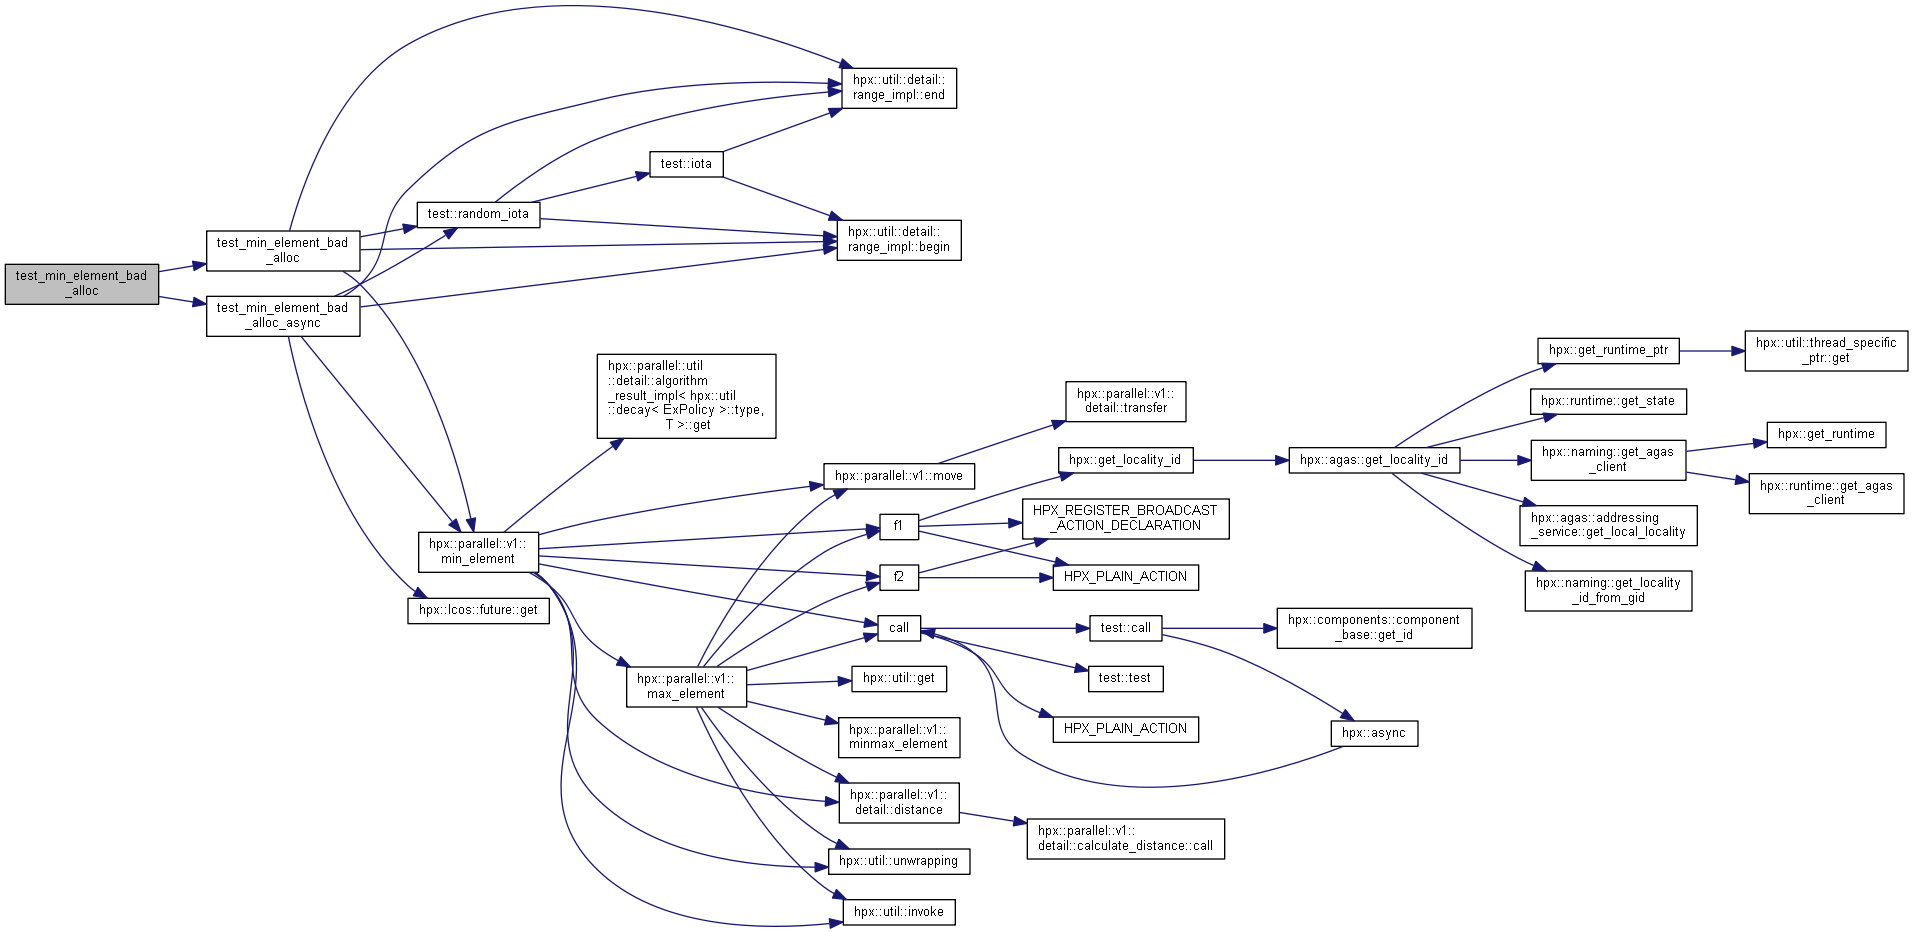 test_min_element_bad
_alloc
test_min_element_bad
_alloc
test_min_element_bad
_alloc_async
test::random_iota
test::iota
hpx::util::detail::
range_impl::end
hpx::util::detail::
range_impl::begin
hpx::parallel::util
::detail::algorithm
_result_impl< hpx::util
::decay< ExPolicy >::type,
T >::get
hpx::parallel::v1::
min_element
hpx::lcos::future::get
hpx::parallel::v1::
max_element
hpx::parallel::v1::move
f1
f2
call
hpx::util::get
hpx::parallel::v1::
minmax_element
hpx::parallel::v1::
detail::distance
hpx::util::unwrapping
hpx::util::invoke
hpx::parallel::v1::
detail::transfer
hpx::get_locality_id
HPX_REGISTER_BROADCAST
_ACTION_DECLARATION
HPX_PLAIN_ACTION
test::call
test::test
HPX_PLAIN_ACTION
hpx::parallel::v1::
detail::calculate_distance::call
hpx::agas::get_locality_id
hpx::components::component
_base::get_id
hpx::async
hpx::get_runtime_ptr
hpx::runtime::get_state
hpx::naming::get_agas
_client
hpx::agas::addressing
_service::get_local_locality
hpx::naming::get_locality
_id_from_gid
hpx::util::thread_specific
_ptr::get
hpx::get_runtime
hpx::runtime::get_agas
_client